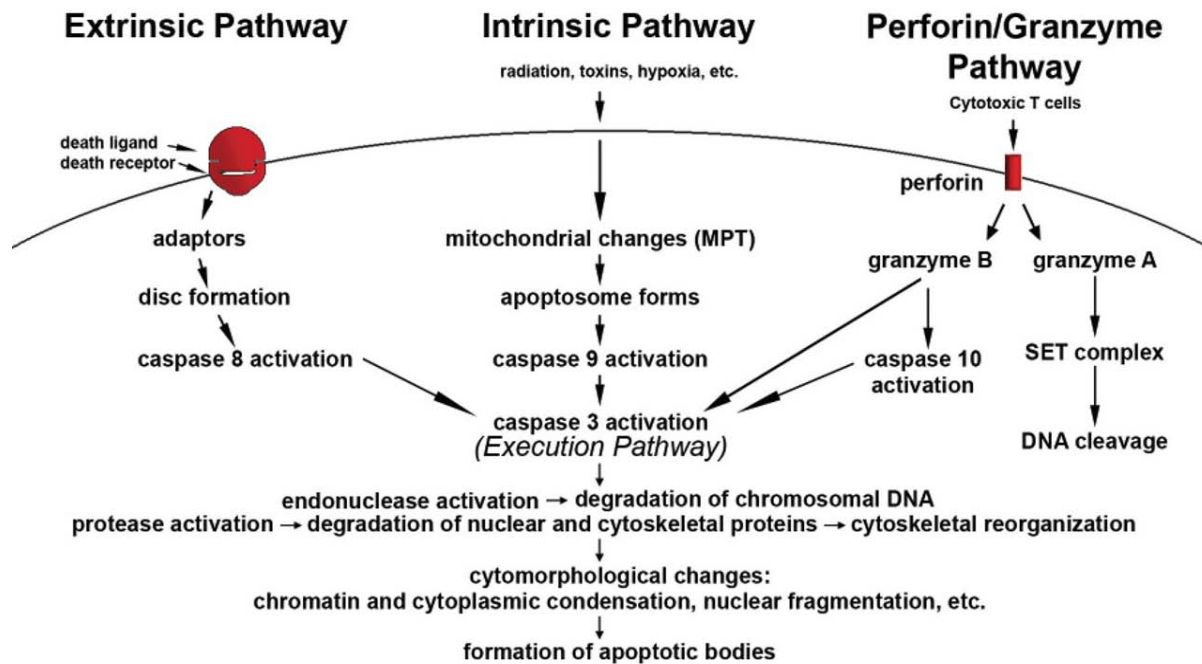 Extrinsic Pathway
Intrinsic Pathway
Perforin/Granzyme
Pathway
radiation, toxins, hypoxia, etc.
Cytotoxic T cells
death ligand
death receptor
perforin
adaptors
mitochondrial changes (MPT)
granzyme B
granzyme A
disc formation
apoptosome forms
caspase 8 activation
caspase 9 activation
caspase 10
activation
SET complex
caspase 3 activation
(Execution Pathway)
DNA cleavage
endonuclease activation → degradation of chromosomal DNA
protease activation → degradation of nuclear and cytoskeletal proteins → cytoskeletal reorganization
cytomorphological changes:
chromatin and cytoplasmic condensation, nuclear fragmentation, etc.
formation of apoptotic bodies